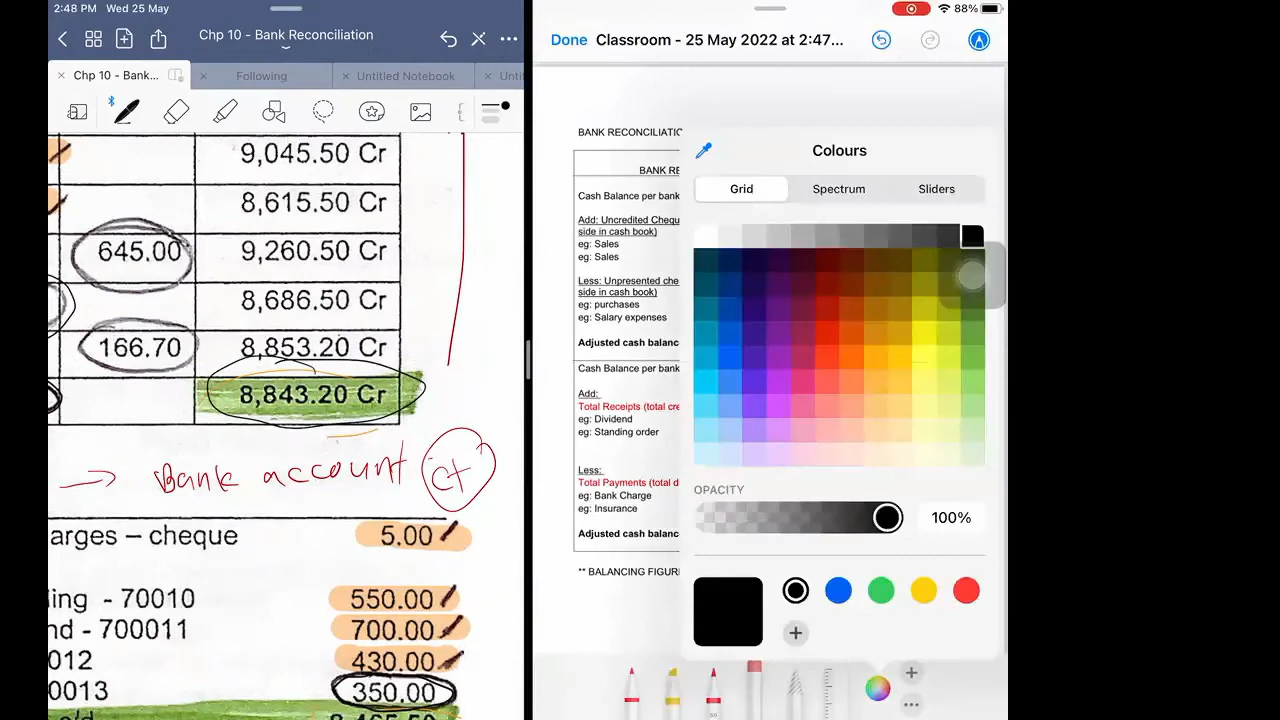 2:48 PM Wed 25 May
Chp 10 - Bank Reconciliation
Chp 10 - Bank...
Following
Untitled Notebook
9,045.50 Cr
8,615.50 Cr
645.00
9,260.50 Cr
8,686.50 Cr
166.70
8,853.20 Cr
8,843.20 Cr
Bank account
arges – cheque 5.00
ing - 70010 550.00
nd - 700011 700.00
012 430.00
0013 350.00
88%
Done Classroom - 25 May 2022 at 2:47...
BANK RECONCILIATIO
BANK RE
Cash Balance per bank
Add: Uncredited Chequ
side in cash book)
eg: Sales
eg: Sales
Less: Unpresented che
side in cash book)
eg: purchases
eg: Salary expenses
Adjusted cash balanc
Cash Balance per bank
Add:
Total Receipts (total cre
eg: Dividend
eg: Standing order
Less:
Total Payments (total d
eg: Bank Charge
eg: Insurance
Adjusted cash balanc
** BALANCING FIGUR
Colours
Grid
Spectrum
Sliders
OPACITY
100%